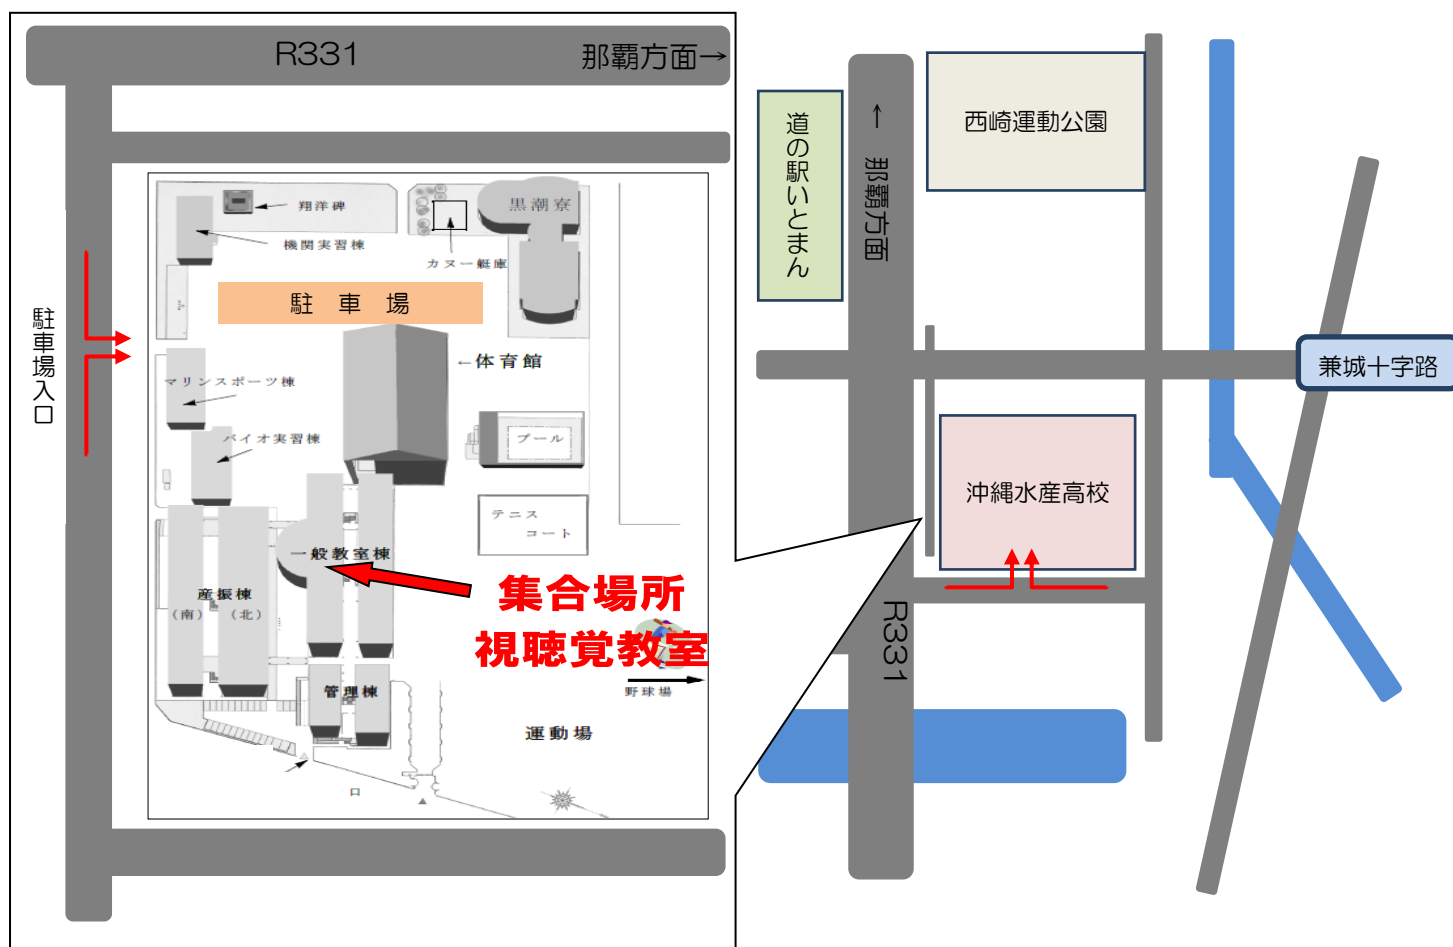 R331
那覇方面→
翔洋碑
機関実習棟
黒潮寮
カヌー艇庫
駐 車 場
駐車場入口
←体育館
マリンスポーツ棟
バイオ実習棟
プール
テニス
コート
一般教室棟
産振棟
（南）
（北）
集合場所
視聴覚教室
管理棟
野球場
運動場
口
道の駅いとまん
← 那覇方面
西崎運動公園
兼城十字路
沖縄水産高校
R331